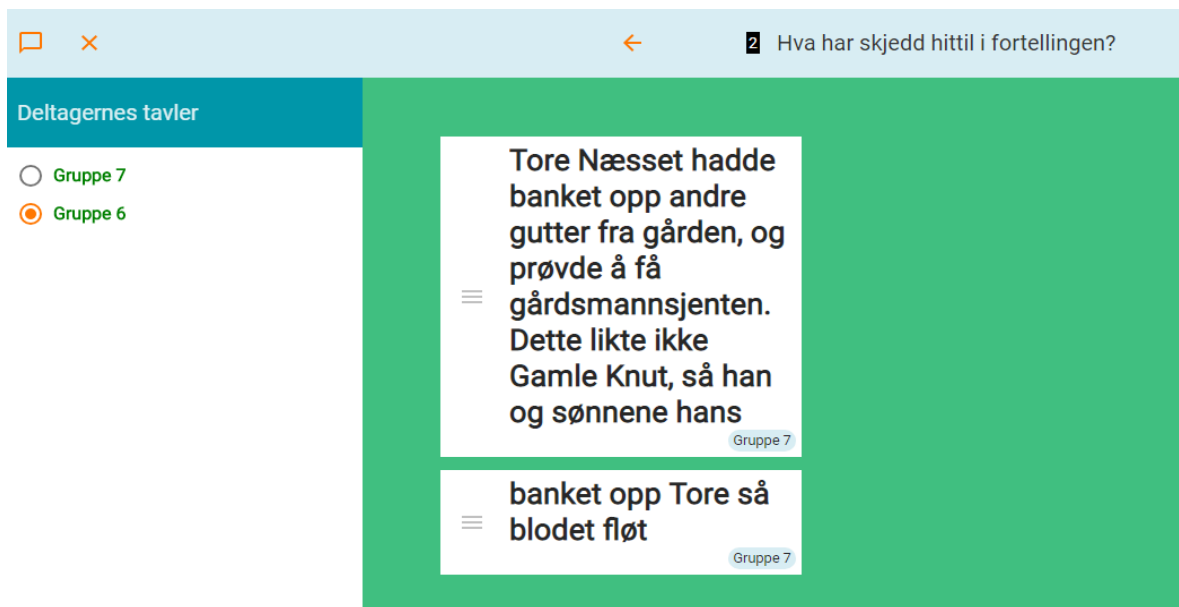 2 Hva har skjedd hittil i fortellingen?
Deltagernes tavler
Gruppe 7
Gruppe 6
Tore Næsset hadde
banket opp andre
gutter fra gården, og
prøvde å få
gårdsmannsjenten.
Dette likte ikke
Gamle Knut, så han
og sønnene hans
Gruppe 7
banket opp Tore så
blodet fløt
Gruppe 7